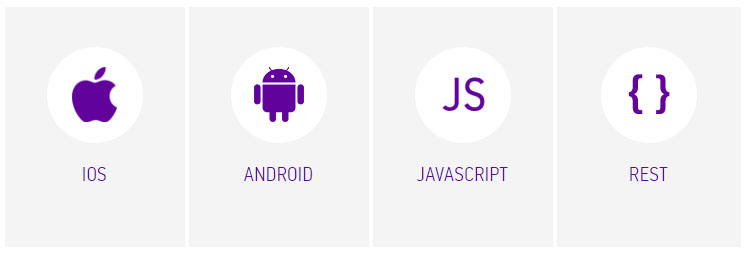 JS
{ }
IOS
ANDROID
JAVASCRIPT
REST